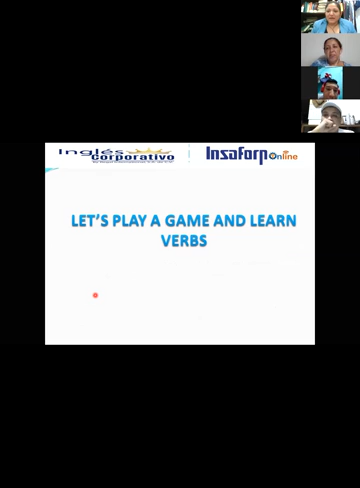 Inglés
Corporativo
Insaforp Online
LET'S PLAY A GAME AND LEARN
VERBS